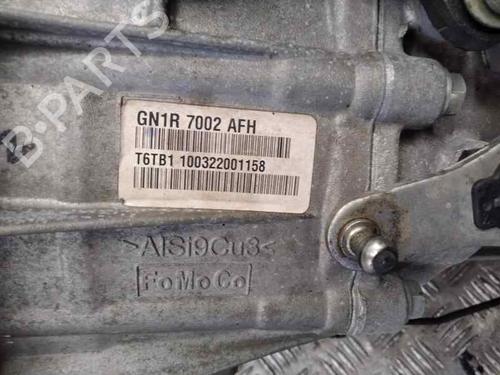 B-PARTS
GN1R 7002 AFH
T6TB1 100322001158
>AlSi9Cu3<
FoMoCo